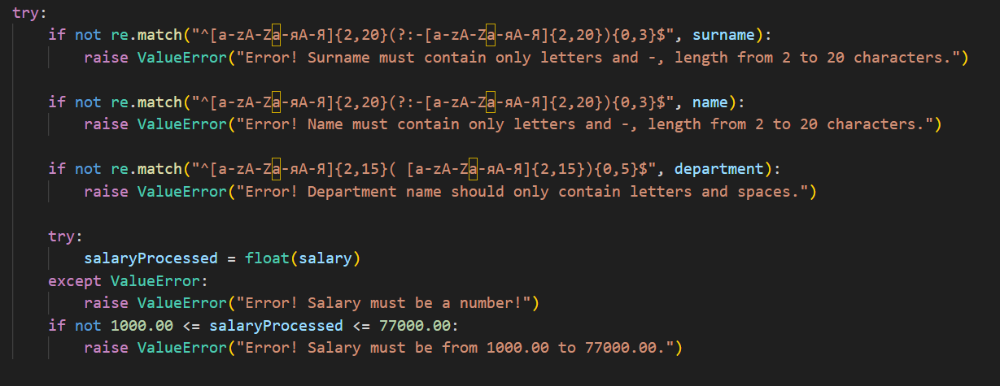 try:
    if not re.match("^[a-zA-Zа-яА-Я]{2,20}(?:-[a-zA-Zа-яА-Я]{2,20}){0,3}$", surname):
        raise ValueError("Error! Surname must contain only letters and -, length from 2 to 20 characters.")
    if not re.match("^[a-zA-Zа-яА-Я]{2,20}(?:-[a-zA-Zа-яА-Я]{2,20}){0,3}$", name):
        raise ValueError("Error! Name must contain only letters and -, length from 2 to 20 characters.")
    if not re.match("^[a-zA-Zа-яА-Я]{2,15}( [a-zA-Zа-яА-Я]{2,15}){0,5}$", department):
        raise ValueError("Error! Department name should only contain letters and spaces.")
    try:
        salaryProcessed = float(salary)
    except ValueError:
        raise ValueError("Error! Salary must be a number!")
    if not 1000.00 <= salaryProcessed <= 77000.00:
        raise ValueError("Error! Salary must be from 1000.00 to 77000.00.")